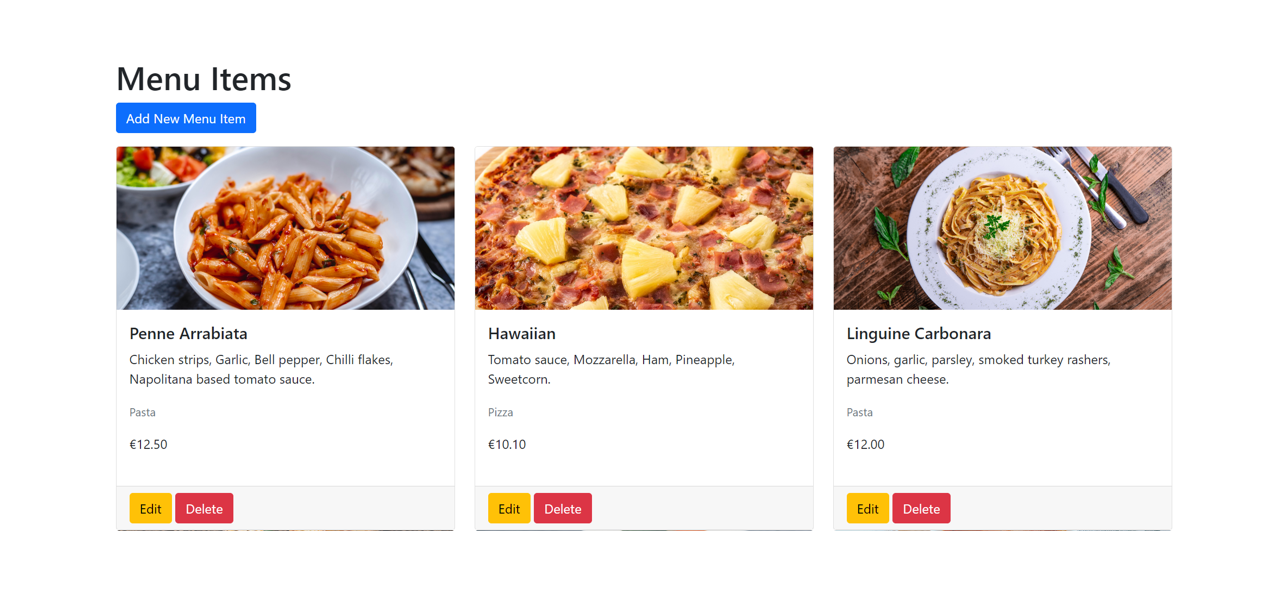 Menu Items
Add New Menu Item
Penne Arrabiata
Chicken strips, Garlic, Bell pepper, Chilli flakes,
Napolitana based tomato sauce.
Pasta
€12.50
Edit
Delete
Hawaiian
Tomato sauce, Mozzarella, Ham, Pineapple,
Sweetcorn.
Pizza
€10.10
Edit
Delete
Linguine Carbonara
Onions, garlic, parsley, smoked turkey rashers,
parmesan cheese.
Pasta
€12.00
Edit
Delete